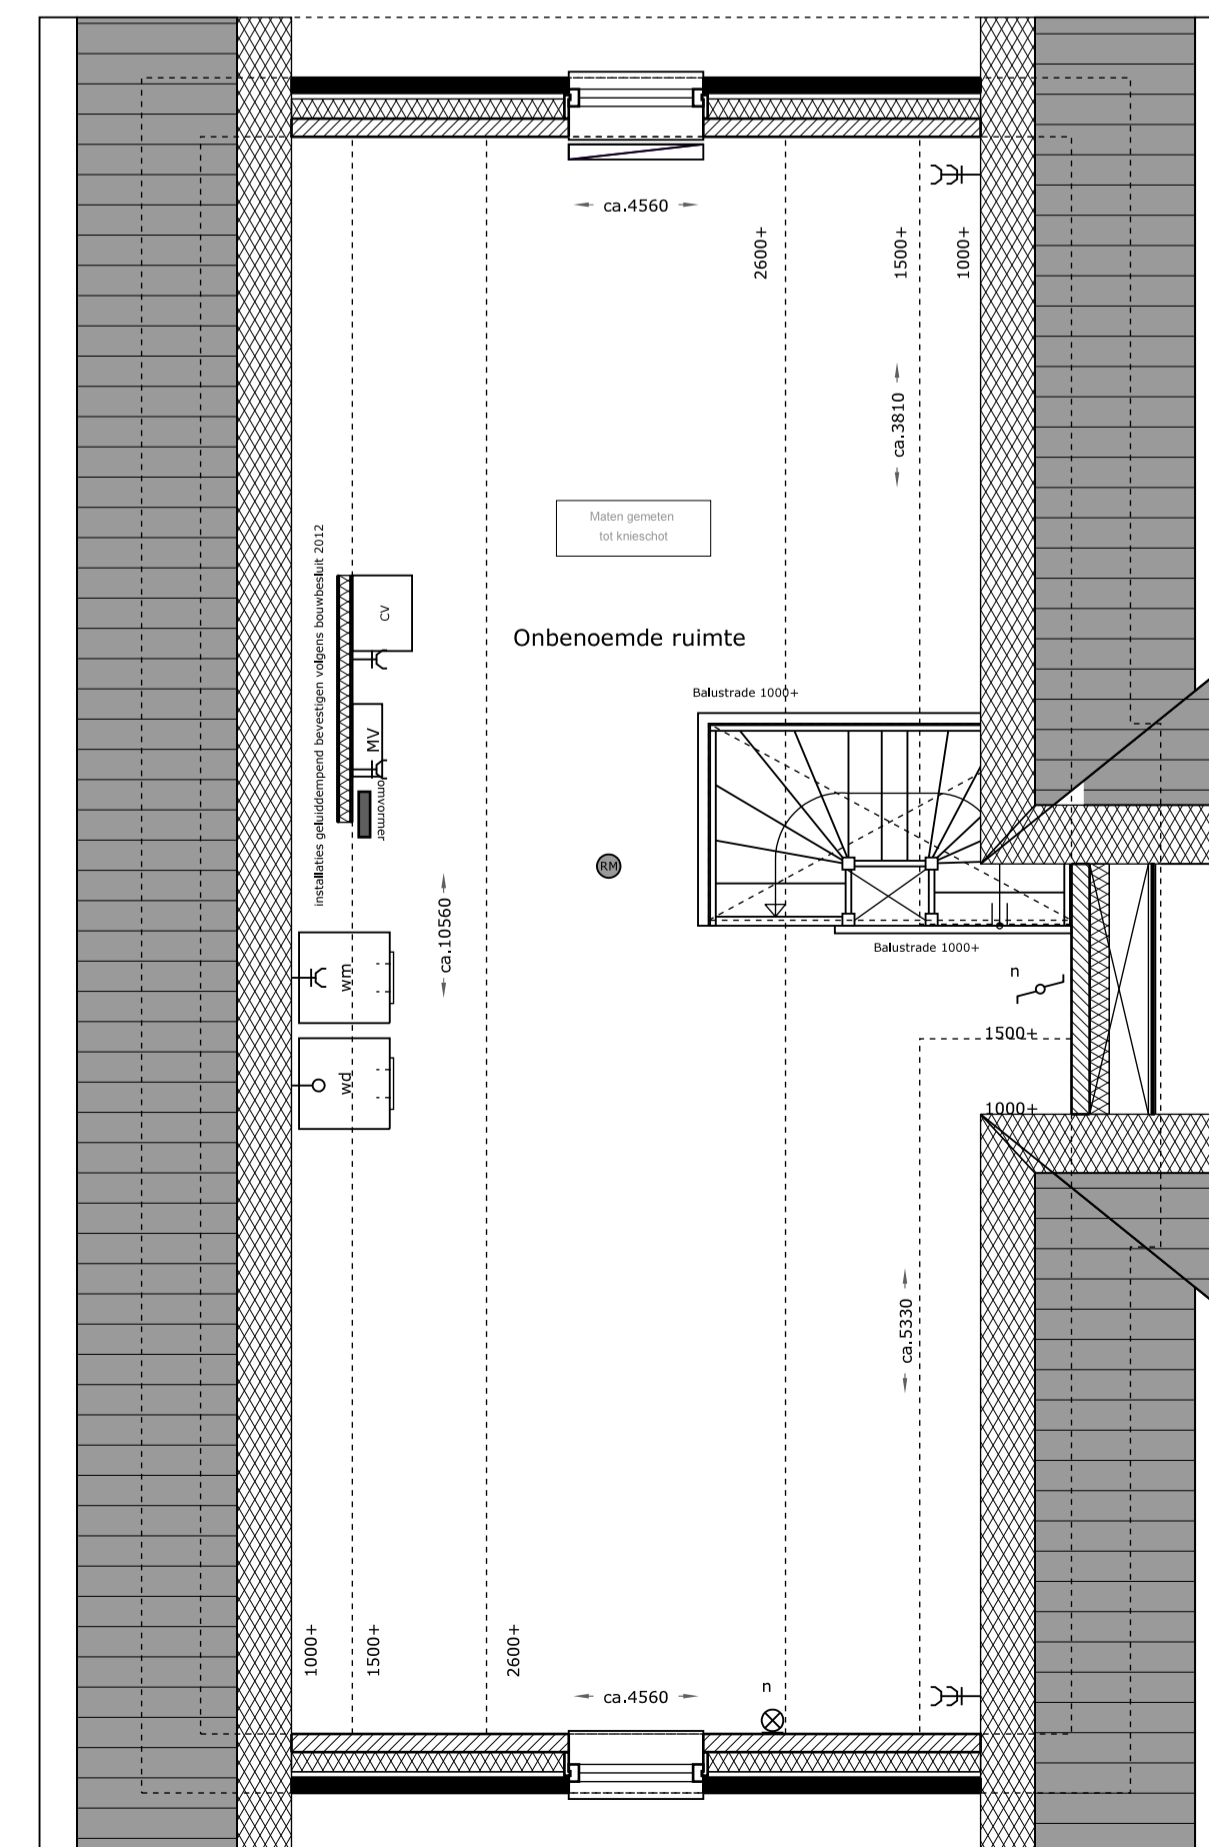 ca.4560
2600+
1500+
1000+
ca.3810
Maten gemeten
tot knieschot
installaties geluiddempend bevestigen volgens bouwbesluit 2012
CV
Onbenoemde ruimte
Balustrade 1000+
MV
omvormer
RM
ca.10560
Balustrade 1000+
wm
n
1500+
wd
1000+
ca.5330
1000+
1500+
2600+
ca.4560
n